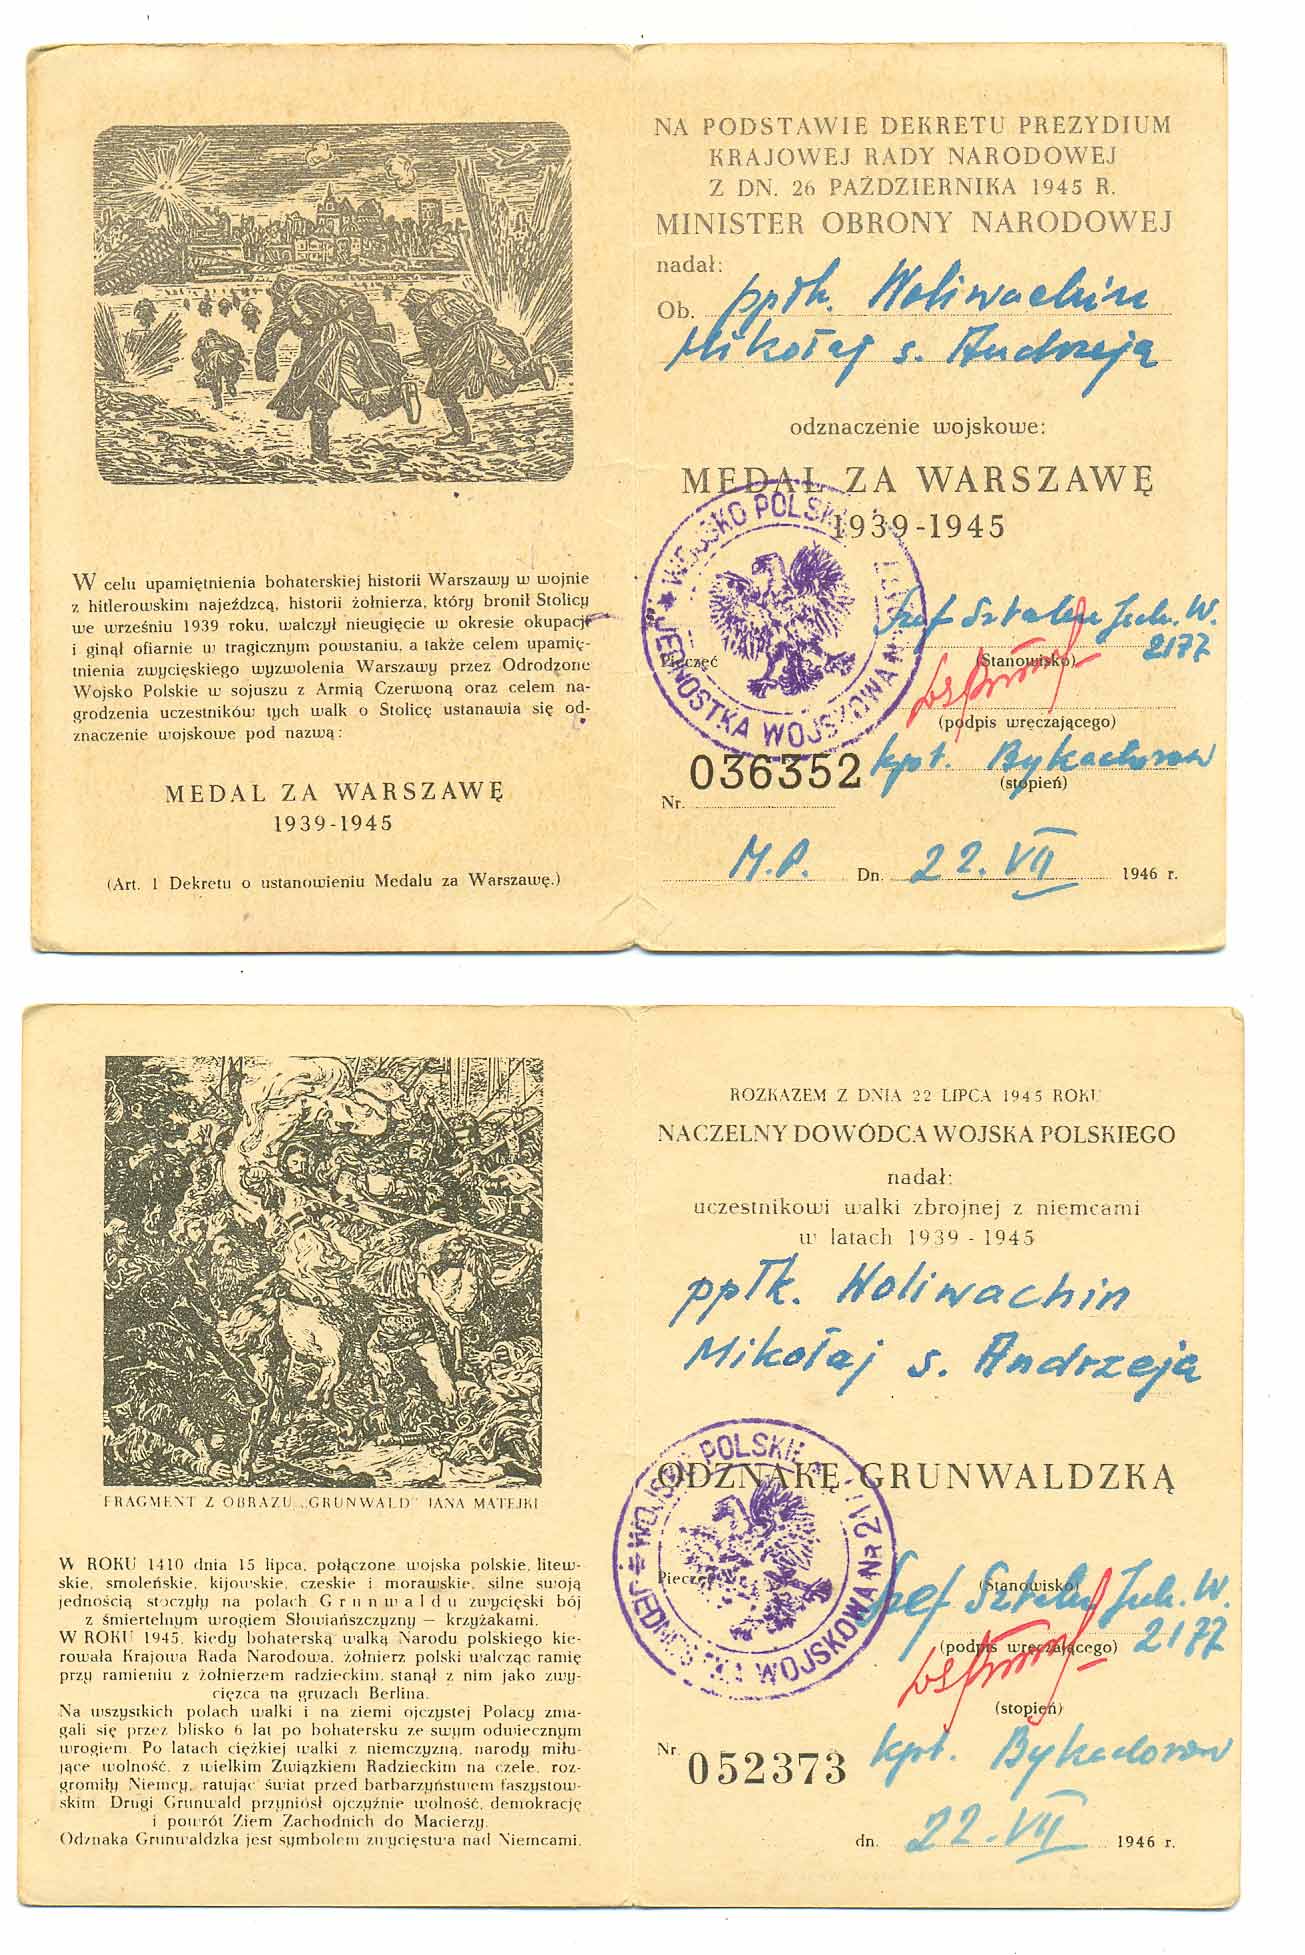 W celu upamiętnienia bohaterskiej historii Warszawy w wojnie
z hitlerowskim najeźdzcą, historii żołnierza, który bronił Stolicy
we wrześniu 1939 roku, walczył nieugięcie w okresie okupacji
i ginął ofiarnie w tragicznym powstaniu, a także celem upamię-
tnienia zwycięskiego wyzwolenia Warszawy przez Odrodzone
Wojsko Polskie w sojuszu z Armią Czerwoną oraz celem na-
grodzenia uczestników tych walk o Stolicę ustanawia się od-
znaczenie wojskowe pod nazwą:
MEDAL ZA WARSZAWĘ
1939-1945
(Art. 1 Dekretu o ustanowieniu Medalu za Warszawę.)
NA PODSTAWIE DEKRETU PREZYDIUM
KRAJOWEJ RADY NARODOWEJ
Z DN. 26 PAŹDZIERNIKA 1945 R.
MINISTER OBRONY NARODOWEJ
nadał:
Ob. ppłk. Woliwachin
Mikołaj s. Andrzeja
odznaczenie wojskowe:
MEDAL ZA WARSZAWĘ
1939-1945
WOJSKO POLSKIE
JEDNOSTKA WOJSKOWA Nr
Szef Sztabu Jedn. W.
2177
Pieczęć
(Stanowisko)
(podpis wręczającego)
kpt. Bykadorow
(stopień)
Nr. 036352
M.P. Dn. 22.VII 1946 r.
FRAGMENT Z OBRAZU „GRUNWALD" JANA MATEJKI
W ROKU 1410 dnia 15 lipca, połączone wojska polskie, litew-
skie, smoleńskie, kijowskie, czeskie i morawskie, silne swoją
jednością stoczyły na polach Grunwaldu zwycięski bój
z śmiertelnym wrogiem Słowiańszczyzny — krzyżakami.
W ROKU 1945, kiedy bohaterską walką Narodu polskiego kie-
rowała Krajowa Rada Narodowa, żołnierz polski walcząc ramię
przy ramieniu z żołnierzem radzieckim, stanął z nim jako zwy-
cięzca na gruzach Berlina.
Na wszystkich polach walki i na ziemi ojczystej Polacy zma-
gali się przez blisko 6 lat po bohatersku ze swym odwiecznym
wrogiem. Po latach ciężkiej walki z niemczyzną, narody miłu-
jące wolność, z wielkim Związkiem Radzieckim na czele, roz-
gromiły Niemcy, ratując świat przed barbarzyństwem faszystow-
skim. Drugi Grunwald przyniósł ojczyźnie wolność, demokrację
i powrót Ziem Zachodnich do Macierzy.
Odznaka Grunwaldzka jest symbolem zwycięstwa nad Niemcami.
ROZKAZEM Z DNIA 22 LIPCA 1945 ROKU
NACZELNY DOWÓDCA WOJSKA POLSKIEGO
nadał:
uczestnikowi walki zbrojnej z niemcami
w latach 1939 - 1945
ppłk. Woliwachin
Mikołaj s. Andrzeja
ODZNAKĘ GRUNWALDZKĄ
WOJSKO POLSKIE
JEDNOSTKA WOJSKOWA Nr 2177
Pieczęć
(Stanowisko)
Szef Sztabu Jedn. W.
2177
(podpis wręczającego)
(stopień)
kpt. Bykadorow
Nr 052373
dn. 22.VII 1946 r.